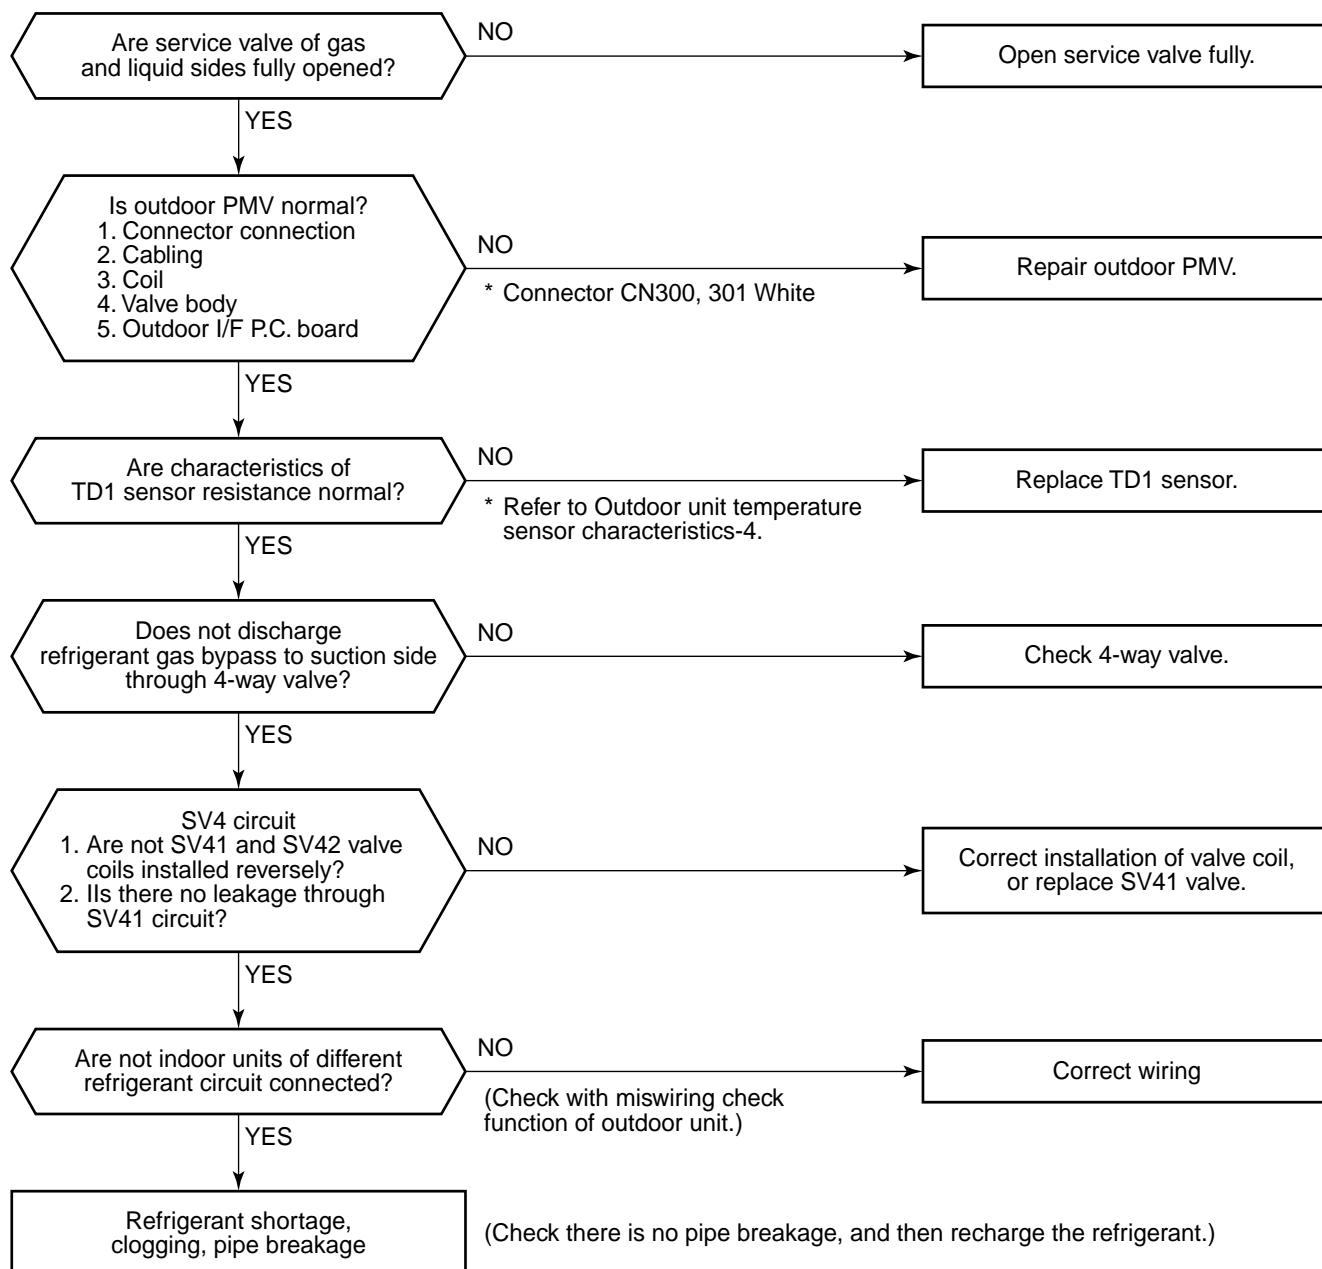 Are service valve of gas
and liquid sides fully opened?
NO
Open service valve fully.
YES
Is outdoor PMV normal?
1. Connector connection
2. Cabling
3. Coil
4. Valve body
5. Outdoor I/F P.C. board
NO
* Connector CN300, 301 White
Repair outdoor PMV.
YES
Are characteristics of
TD1 sensor resistance normal?
NO
* Refer to Outdoor unit temperature
sensor characteristics-4.
Replace TD1 sensor.
YES
Does not discharge
refrigerant gas bypass to suction side
through 4-way valve?
NO
Check 4-way valve.
YES
SV4 circuit
1. Are not SV41 and SV42 valve
coils installed reversely?
2. IIs there no leakage through
SV41 circuit?
NO
Correct installation of valve coil,
or replace SV41 valve.
YES
Are not indoor units of different
refrigerant circuit connected?
NO
(Check with miswiring check
function of outdoor unit.)
Correct wiring
YES
Refrigerant shortage,
clogging, pipe breakage
(Check there is no pipe breakage, and then recharge the refrigerant.)